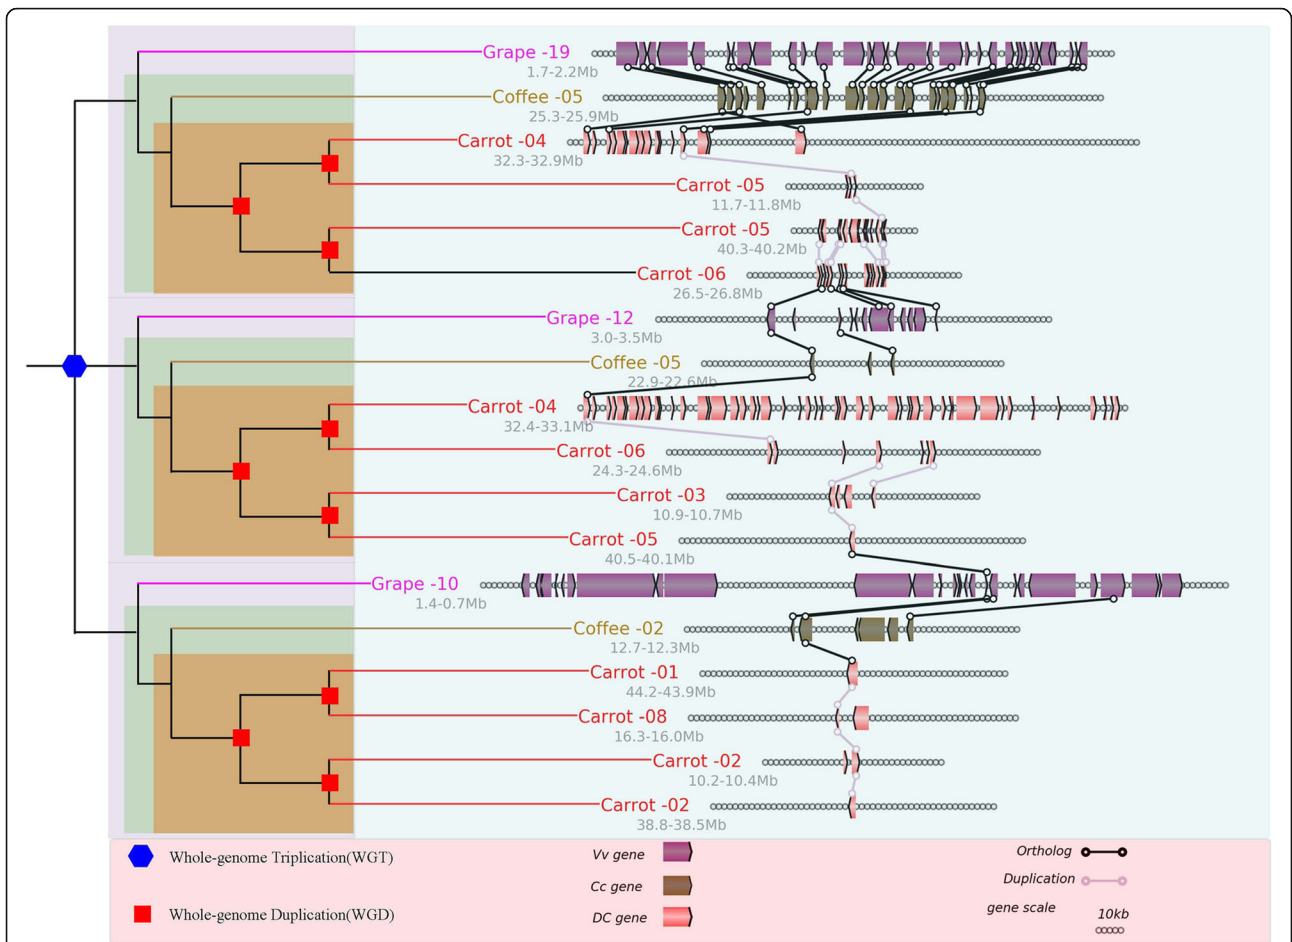 Grape -19
1.7-2.2Mb
Coffee -05
25.3-25.9Mb
Carrot -04
32.3-32.9Mb
Carrot -05
11.7-11.8Mb
Carrot -05
40.3-40.2Mb
Carrot -06
26.5-26.8Mb
Grape -12
3.0-3.5Mb
Coffee -05
22.9-22.6Mb
Carrot -04
32.4-33.1Mb
Carrot -06
24.3-24.6Mb
Carrot -03
10.9-10.7Mb
Carrot -05
40.5-40.1Mb
Grape -10
1.4-0.7Mb
Coffee -02
12.7-12.3Mb
Carrot -01
44.2-43.9Mb
Carrot -08
16.3-16.0Mb
Carrot -02
10.2-10.4Mb
Carrot -02
38.8-38.5Mb
Whole-genome Triplication(WGT)
Whole-genome Duplication(WGD)
Vv gene
Cc gene
DC gene
Ortholog
Duplication
gene scale
10kb